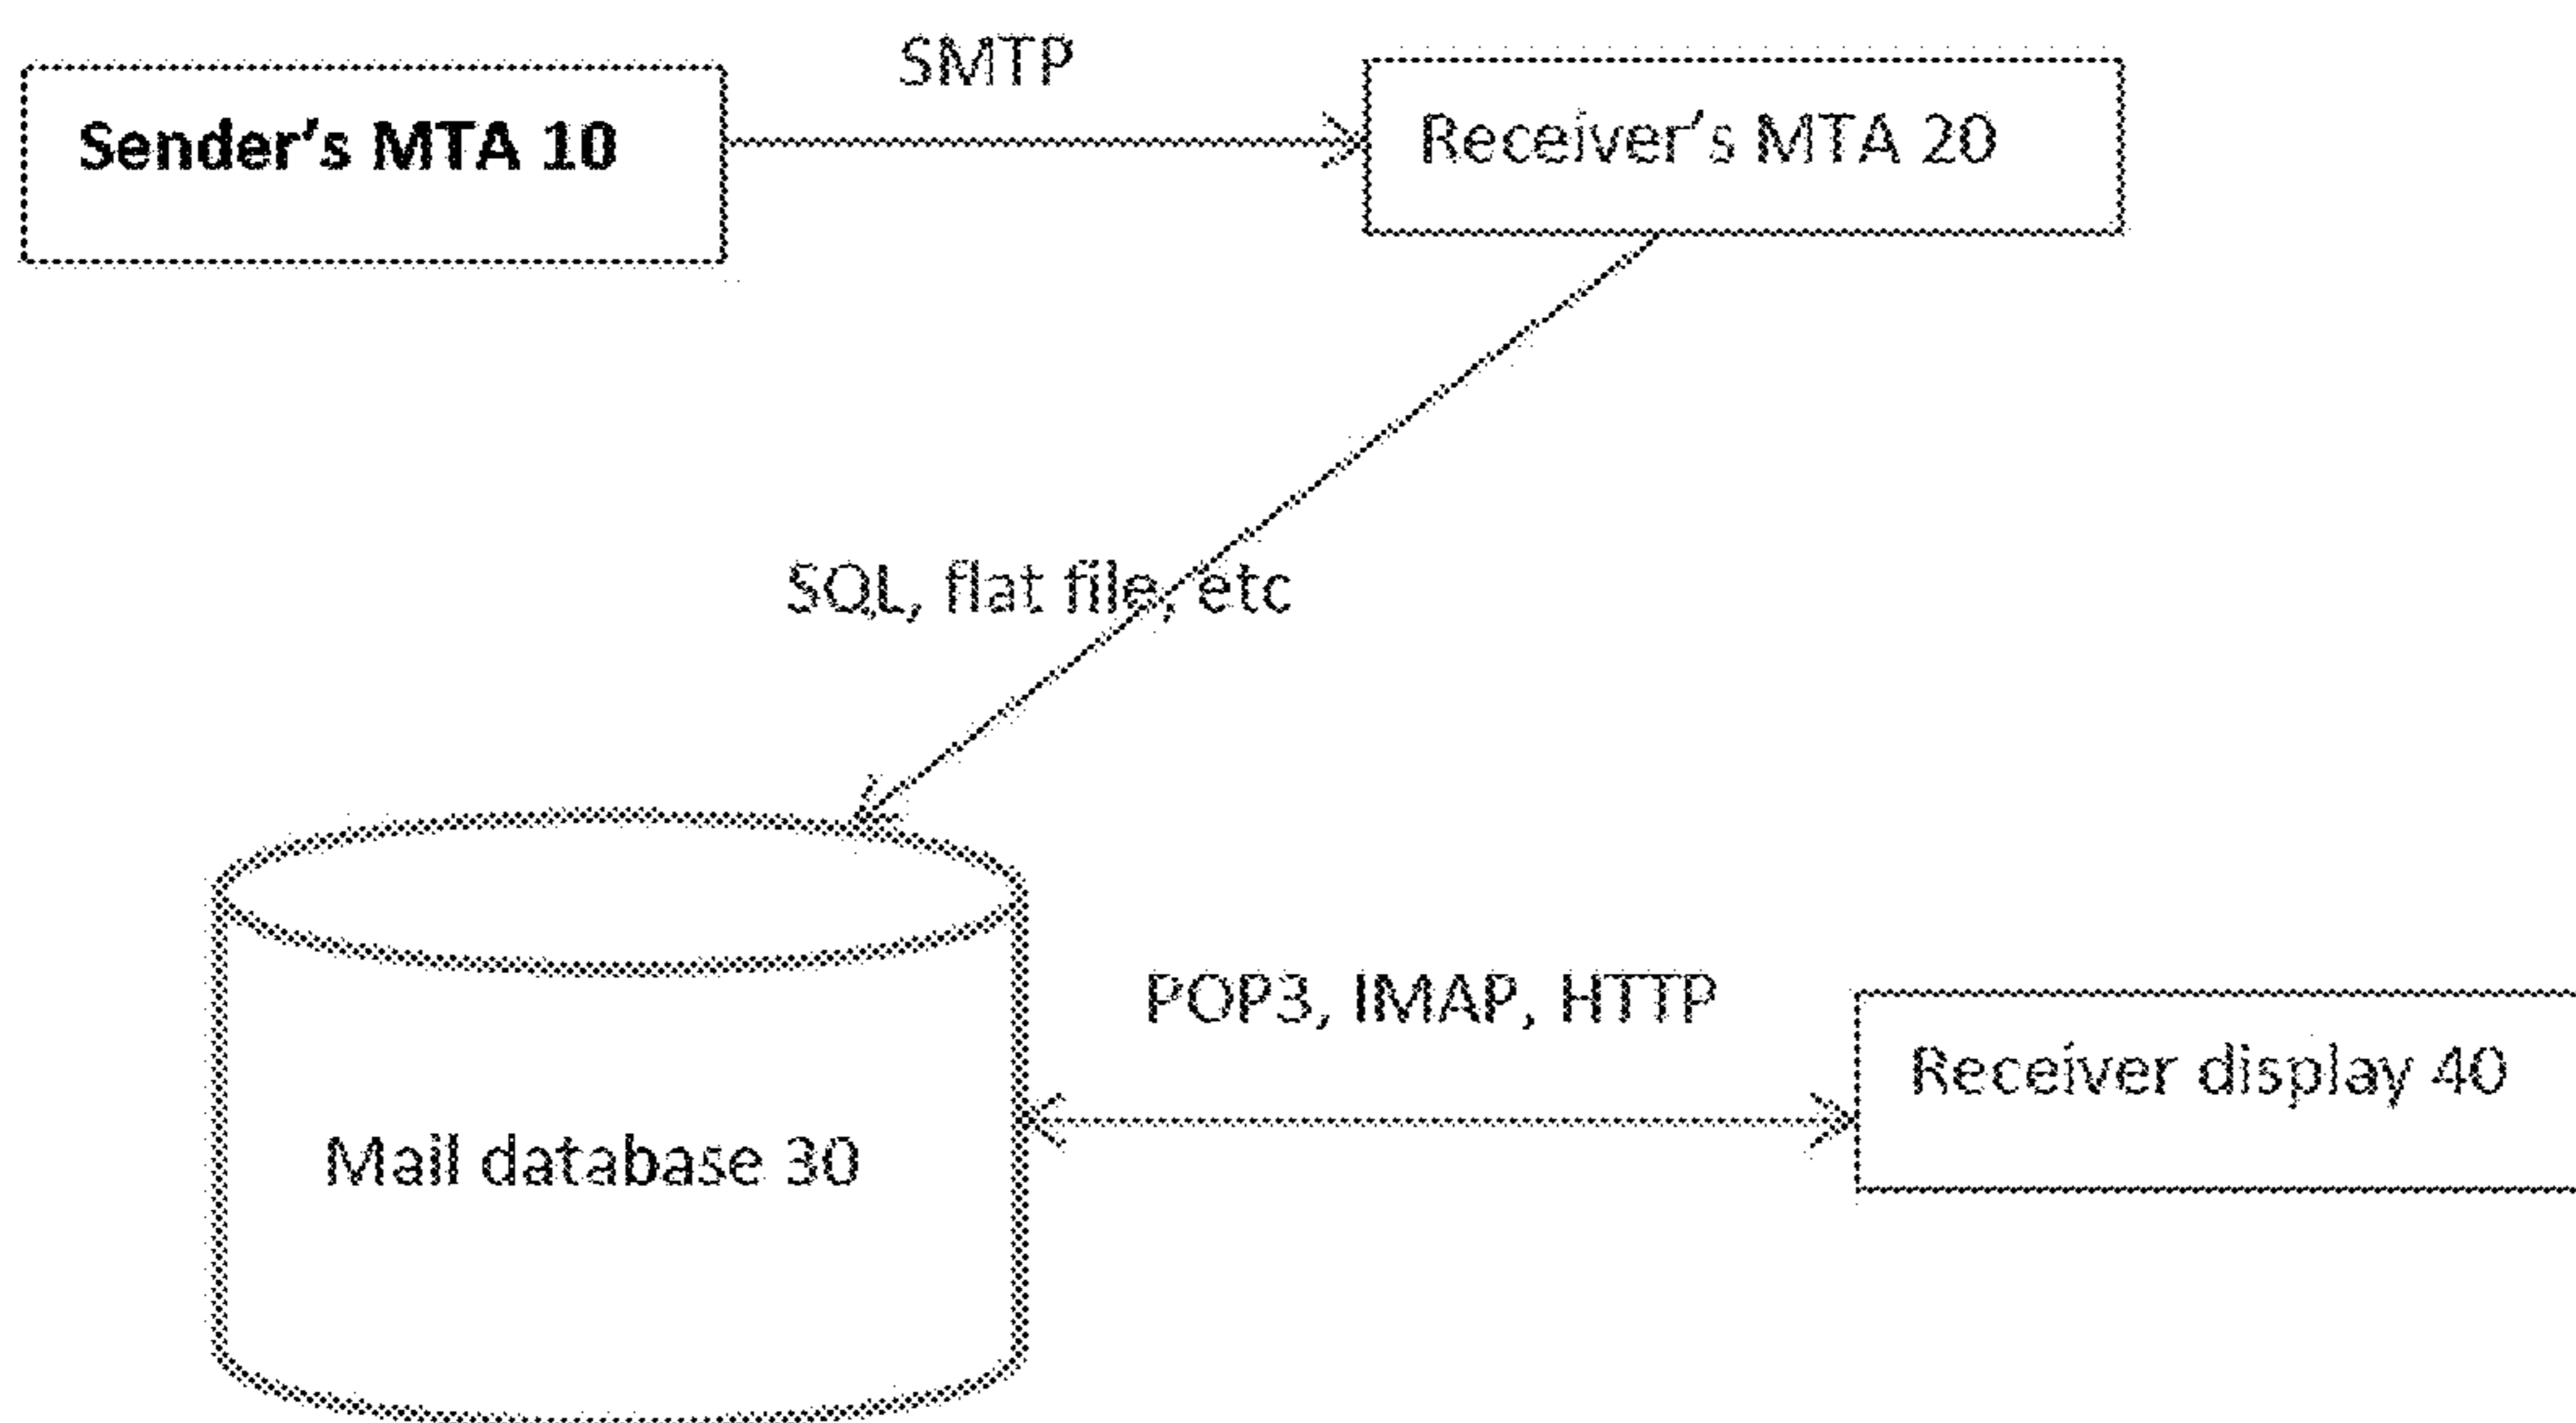 SMTP
Sender's MTA 10
Receiver's MTA 20
SQL, flat file, etc
POP3, IMAP, HTTP
Receiver display 40
Mail database 30